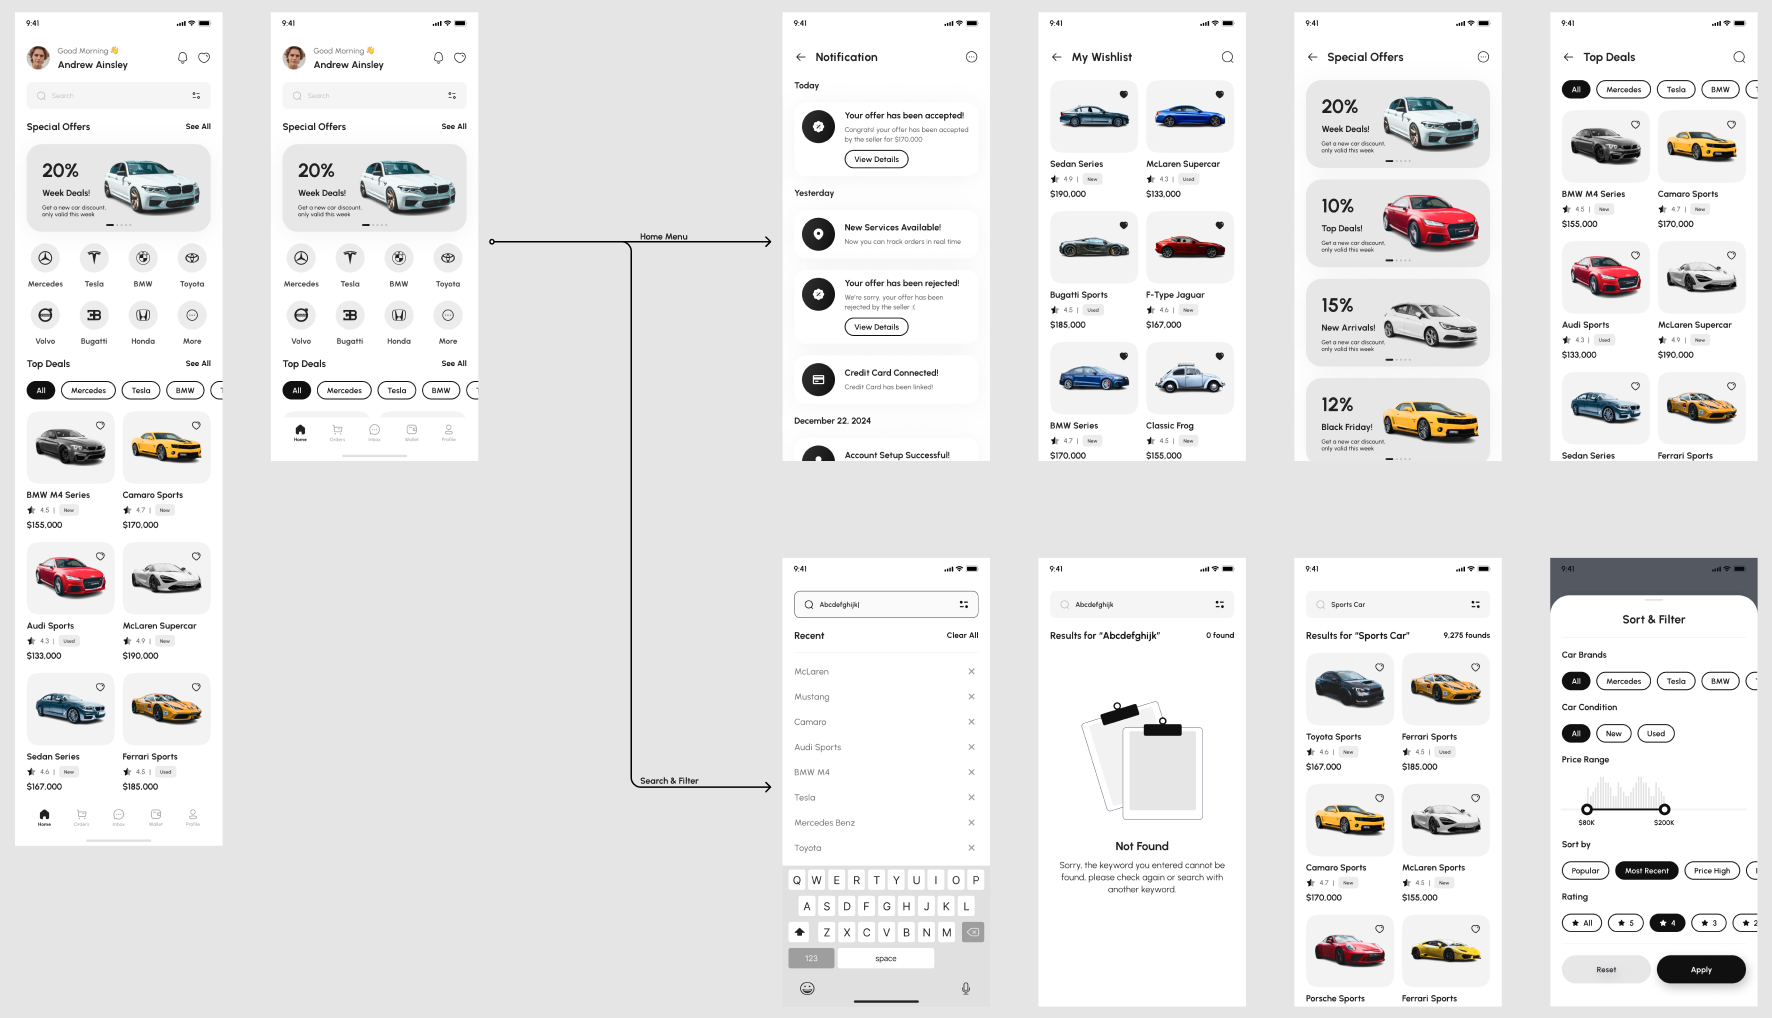 9:41
Good Morning 👋
Andrew Ainsley
Search
Special Offers See All
20%
Week Deals!
Get a new car discount,
only valid this week
Mercedes Tesla BMW Toyota
Volvo Bugatti Honda More
Top Deals See All
All Mercedes Tesla BMW T
BMW M4 Series Camaro Sports
4.5 | New 4.7 | New
$155,000 $170,000
Audi Sports McLaren Supercar
4.3 | Used 4.9 | New
$133,000 $190,000
Sedan Series Ferrari Sports
4.6 | New 4.5 | Used
$167,000 $185,000
Home Orders Inbox Wallet Profile
9:41
Good Morning 👋
Andrew Ainsley
Search
Special Offers See All
20%
Week Deals!
Get a new car discount,
only valid this week
Mercedes Tesla BMW Toyota
Volvo Bugatti Honda More
Top Deals See All
All Mercedes Tesla BMW T
Home Orders Inbox Wallet Profile
Home Menu
Search & Filter
9:41
Notification
Today
Your offer has been accepted!
Congrats! your offer has been accepted
by the seller for $170,000
View Details
Yesterday
New Services Available!
Now you can track orders in real time
Your offer has been rejected!
We're sorry, your offer has been
rejected by the seller :(
View Details
Credit Card Connected!
Credit Card has been linked!
December 22, 2024
Account Setup Successful!
9:41
My Wishlist
Sedan Series McLaren Supercar
4.9 | New 4.3 | Used
$190,000 $133,000
Bugatti Sports F-Type Jaguar
4.5 | Used 4.6 | New
$185,000 $167,000
BMW Series Classic Frog
4.7 | New 4.5 | New
$170,000 $155,000
9:41
Special Offers
20%
Week Deals!
Get a new car discount,
only valid this week
10%
Top Deals!
Get a new car discount,
only valid this week
15%
New Arrivals!
Get a new car discount,
only valid this week
12%
Black Friday!
Get a new car discount,
only valid this week
9:41
Top Deals
All Mercedes Tesla BMW T
BMW M4 Series Camaro Sports
4.5 | New 4.7 | New
$155,000 $170,000
Audi Sports McLaren Supercar
4.3 | Used 4.9 | New
$133,000 $190,000
Sedan Series Ferrari Sports
9:41
Abcdefghijk|
Recent Clear All
McLaren
Mustang
Camaro
Audi Sports
BMW M4
Tesla
Mercedes Benz
Toyota
Q W E R T Y U I O P
A S D F G H J K L
Z X C V B N M
123 space
9:41
Abcdefghijk
Results for “Abcdefghijk” 0 found
Not Found
Sorry, the keyword you entered cannot be
found, please check again or search with
another keyword.
9:41
Sports Car
Results for “Sports Car” 9,275 founds
Toyota Sports Ferrari Sports
4.6 | New 4.5 | Used
$167,000 $185,000
Camaro Sports McLaren Sports
4.7 | New 4.5 | New
$170,000 $155,000
Porsche Sports Ferrari Sports
9:41
Sort & Filter
Car Brands
All Mercedes Tesla BMW T
Car Condition
All New Used
Price Range
$80K $200K
Sort by
Popular Most Recent Price High
Rating
All 5 4 3 2
Reset Apply